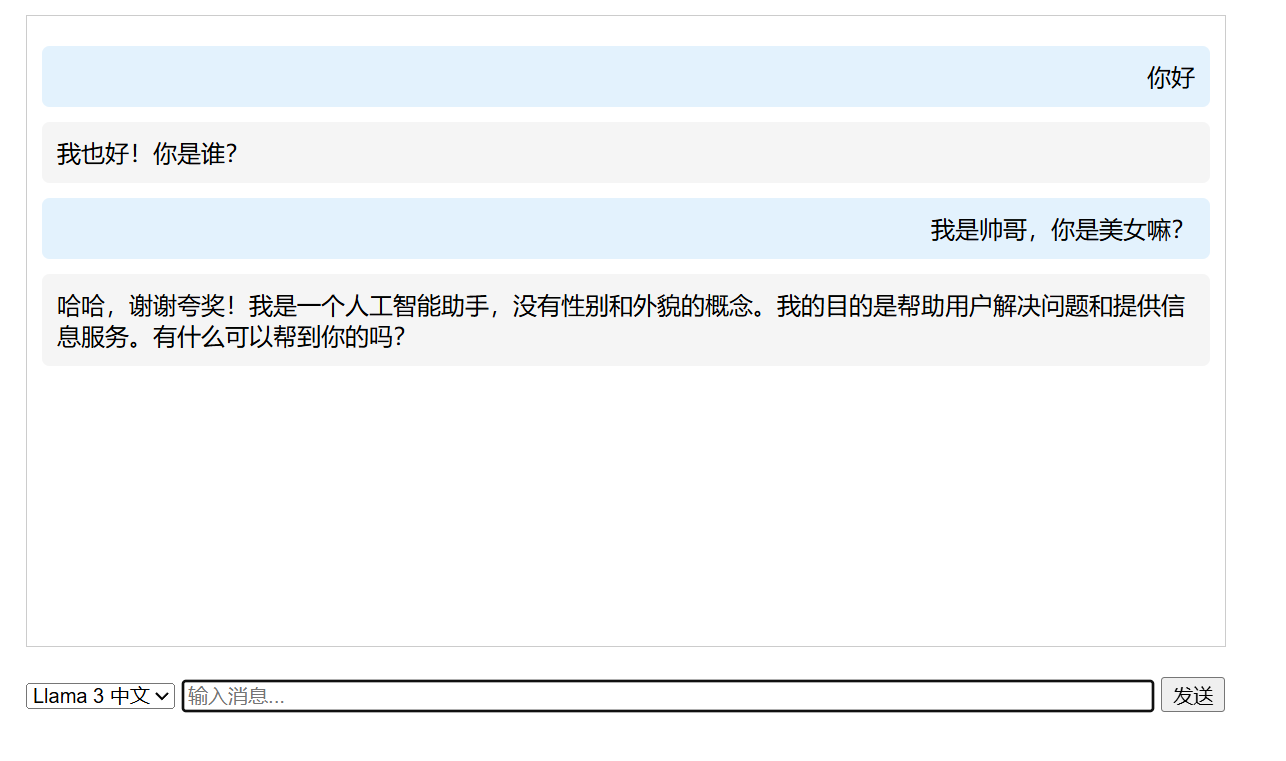 你好
我也好！你是谁？
我是帅哥，你是美女嘛？
哈哈，谢谢夸奖！我是一个人工智能助手，没有性别和外貌的概念。我的目的是帮助用户解决问题和提供信
息服务。有什么可以帮到你的吗？
Llama 3 中文 输入消息... 发送